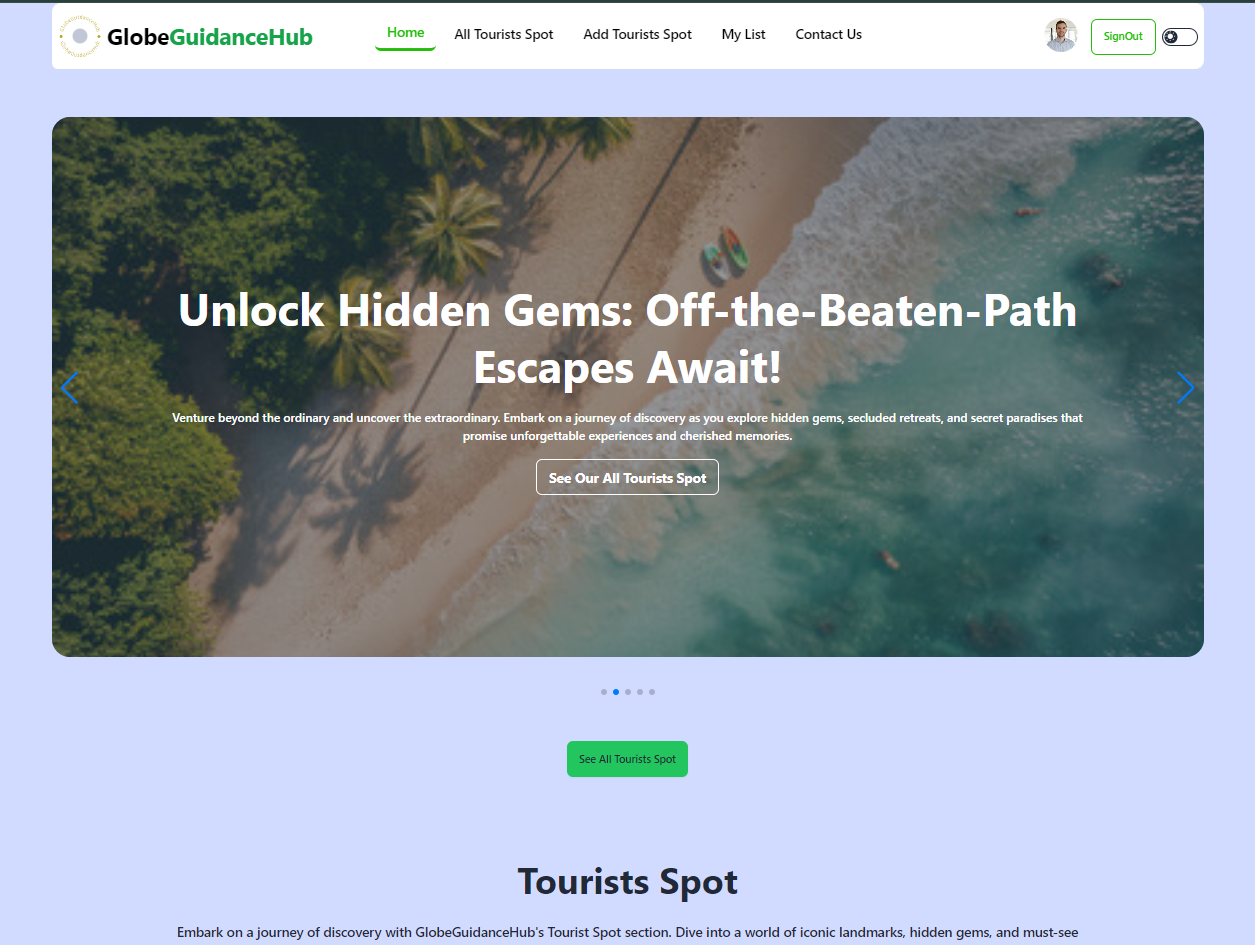 GlobeGuidanceHub
Home
All Tourists Spot
Add Tourists Spot
My List
Contact Us
SignOut
Unlock Hidden Gems: Off-the-Beaten-Path
Escapes Await!
Venture beyond the ordinary and uncover the extraordinary. Embark on a journey of discovery as you explore hidden gems, secluded retreats, and secret paradises that
promise unforgettable experiences and cherished memories.
See Our All Tourists Spot
See All Tourists Spot
Tourists Spot
Embark on a journey of discovery with GlobeGuidanceHub's Tourist Spot section. Dive into a world of iconic landmarks, hidden gems, and must-see